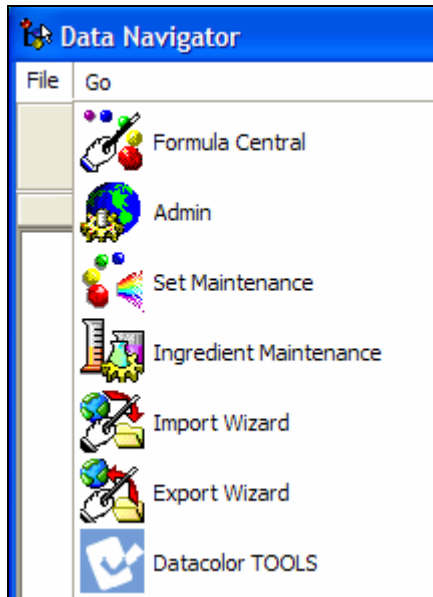 Data Navigator
File Go
Formula Central
Admin
Set Maintenance
Ingredient Maintenance
Import Wizard
Export Wizard
Datacolor TOOLS